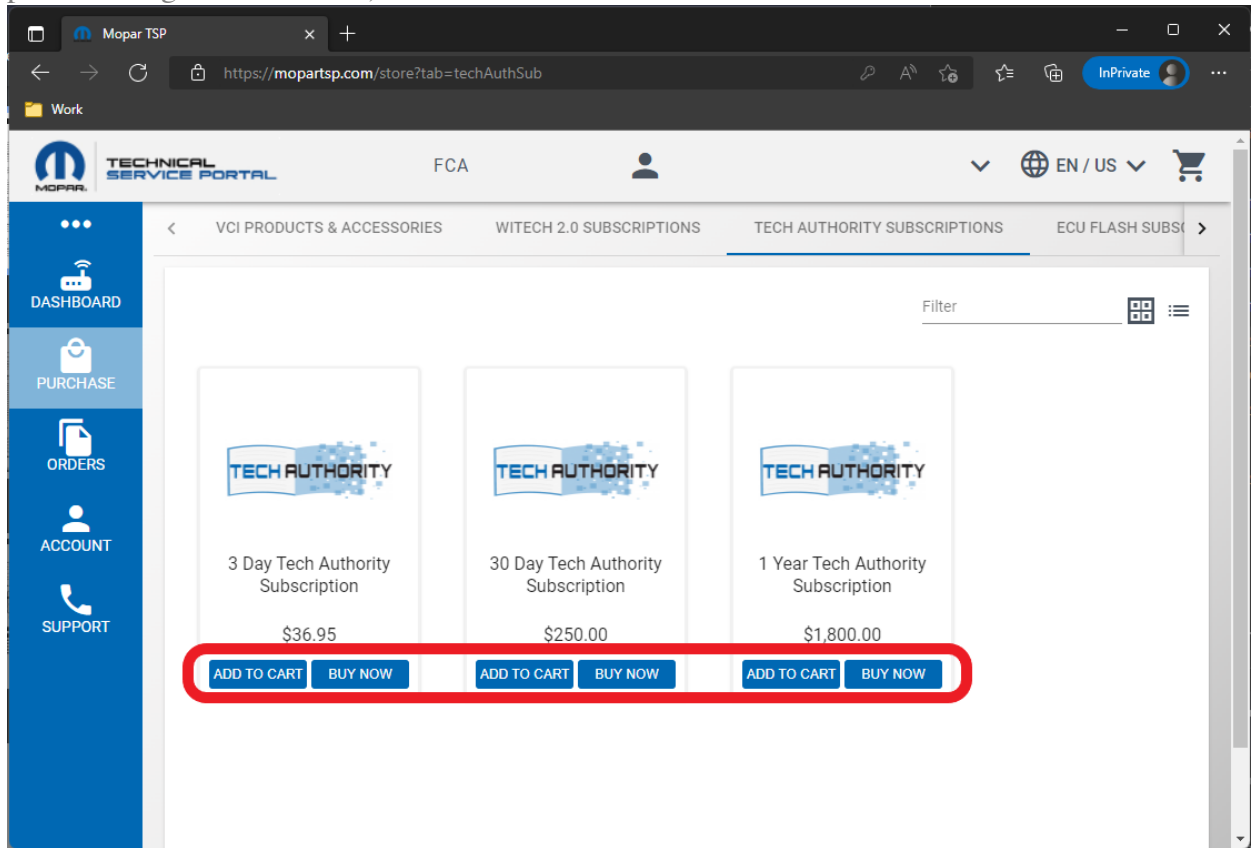 Mopar TSP
https://mopartsp.com/store?tab=techAuthSub
InPrivate
Work
MOPAR.
TECHNICAL
SERVICE PORTAL
FCA
EN / US
VCI PRODUCTS & ACCESSORIES
WITECH 2.0 SUBSCRIPTIONS
TECH AUTHORITY SUBSCRIPTIONS
ECU FLASH
DASHBOARD
PURCHASE
ORDERS
ACCOUNT
SUPPORT
Filter
TECH AUTHORITY
3 Day Tech Authority
Subscription
$36.95
ADD TO CART
BUY NOW
TECH AUTHORITY
30 Day Tech Authority
Subscription
$250.00
ADD TO CART
BUY NOW
TECH AUTHORITY
1 Year Tech Authority
Subscription
$1,800.00
ADD TO CART
BUY NOW